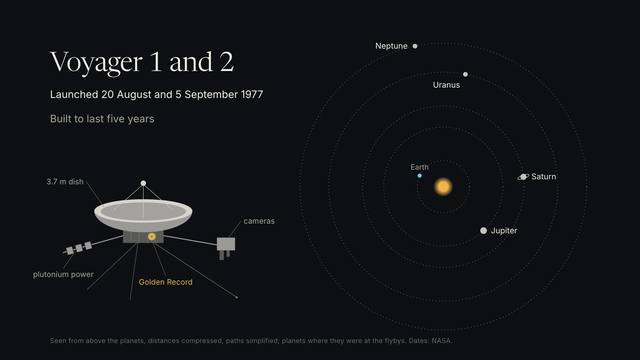 Voyager 1 and 2
Launched 20 August and 5 September 1977
Built to last five years
3.7 m dish
cameras
plutonium power
Golden Record
Neptune
Uranus
Earth
Saturn
Jupiter
Seen from above the planets, distances compressed, paths simplified; planets where they were at the flybys. Dates: NASA.